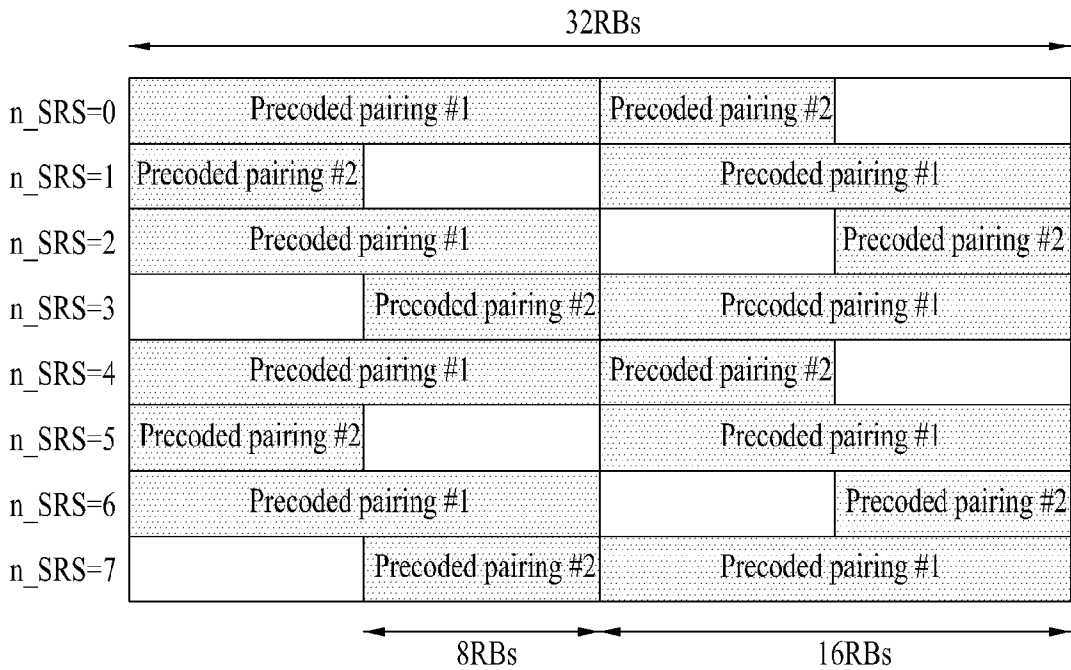 32RBs
n_SRS=0 Precoded pairing #1 Precoded pairing #2
n_SRS=1 Precoded pairing #2 Precoded pairing #1
n_SRS=2 Precoded pairing #1 Precoded pairing #2
n_SRS=3 Precoded pairing #2 Precoded pairing #1
n_SRS=4 Precoded pairing #1 Precoded pairing #2
n_SRS=5 Precoded pairing #2 Precoded pairing #1
n_SRS=6 Precoded pairing #1 Precoded pairing #2
n_SRS=7 Precoded pairing #2 Precoded pairing #1
8RBs 16RBs